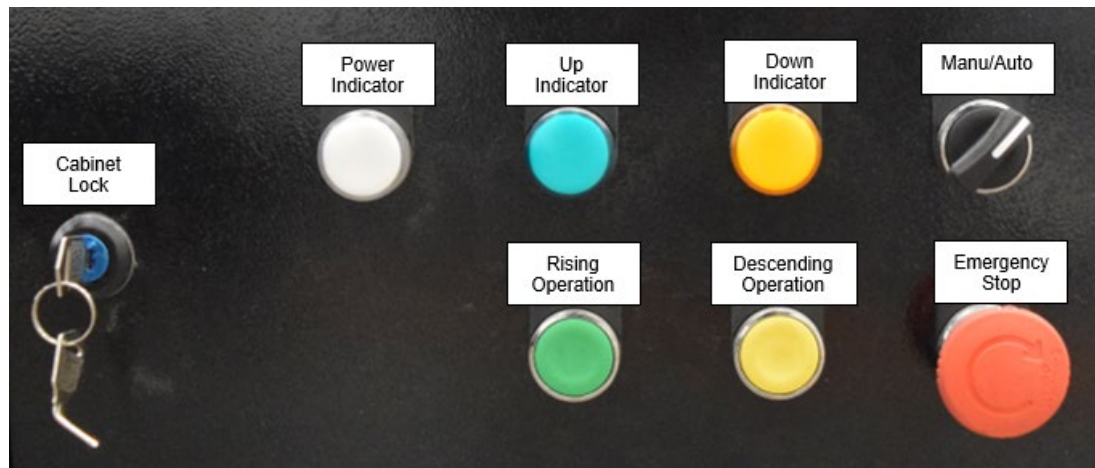 Power
Indicator
Up
Indicator
Down
Indicator
Manu/Auto
Cabinet
Lock
Rising
Operation
Descending
Operation
Emergency
Stop